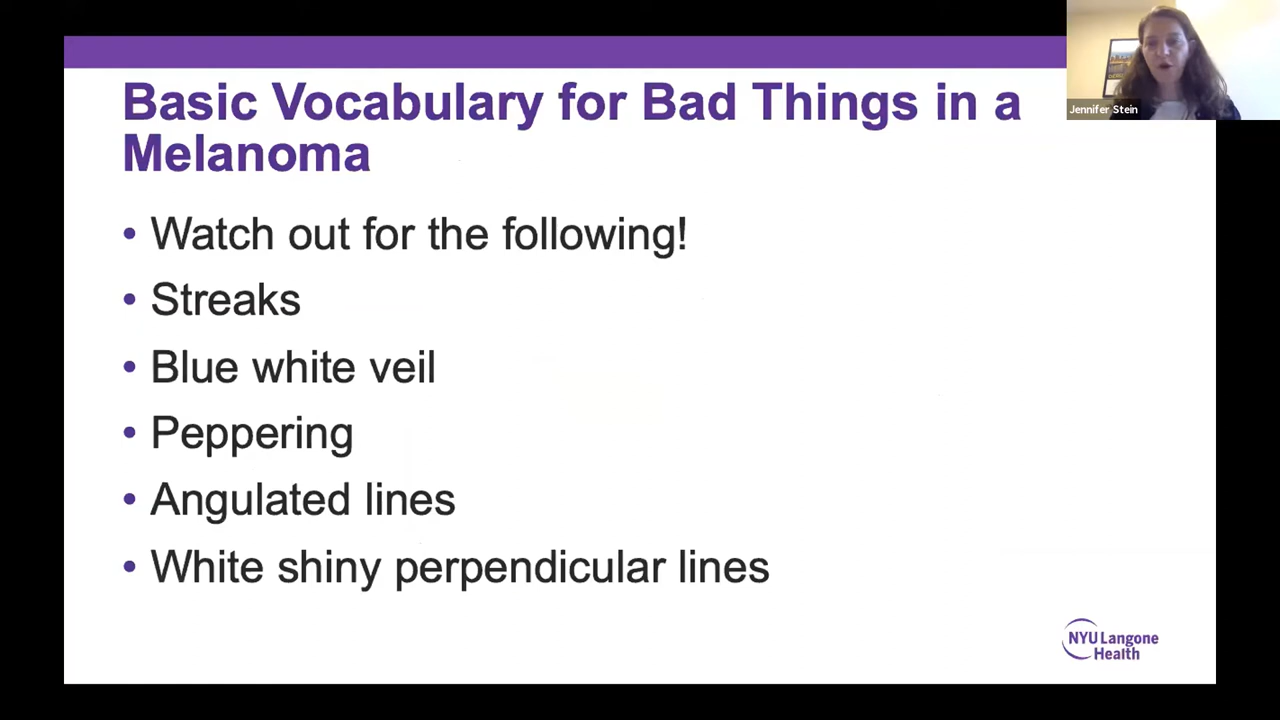 Basic Vocabulary for Bad Things in a
Melanoma
• Watch out for the following!
• Streaks
• Blue white veil
• Peppering
• Angulated lines
• White shiny perpendicular lines
Jennifer Stein
NYU Langone
Health